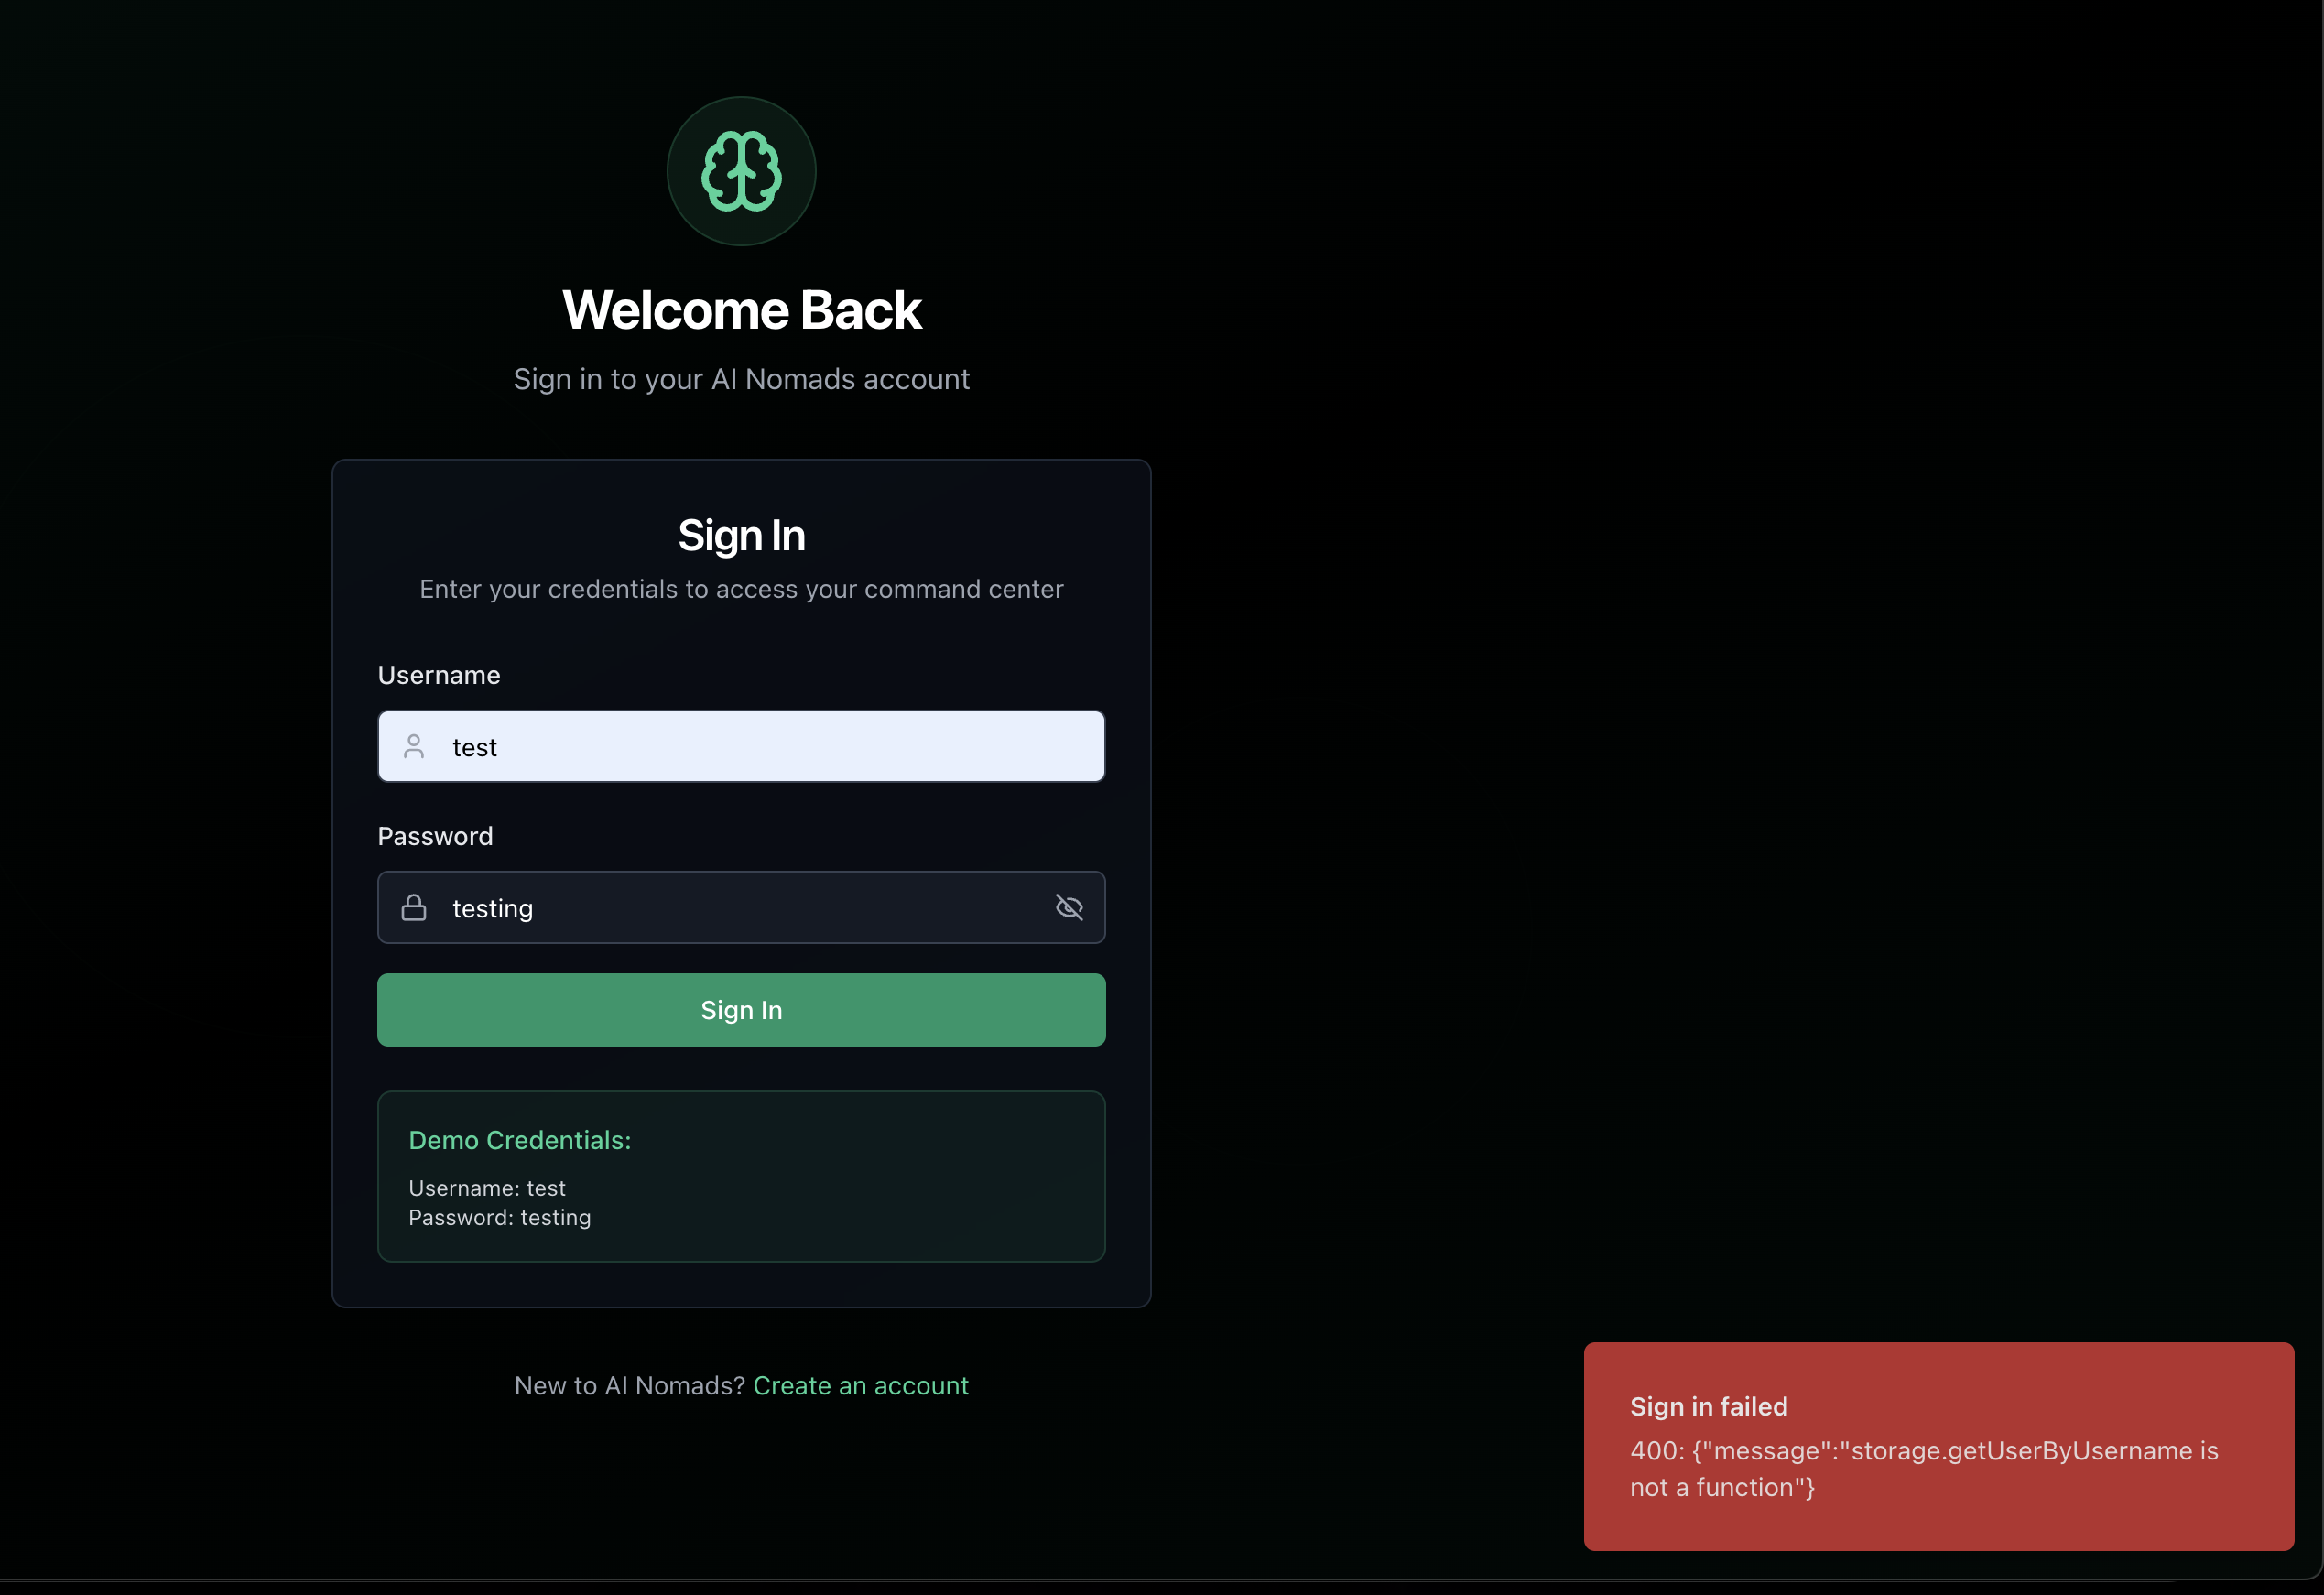 Welcome Back
Sign in to your AI Nomads account
Sign In
Enter your credentials to access your command center
Username
test
Password
testing
Sign In
Demo Credentials:
Username: test
Password: testing
New to AI Nomads? Create an account
Sign in failed
400: {"message":"storage.getUserByUsername is
not a function"}